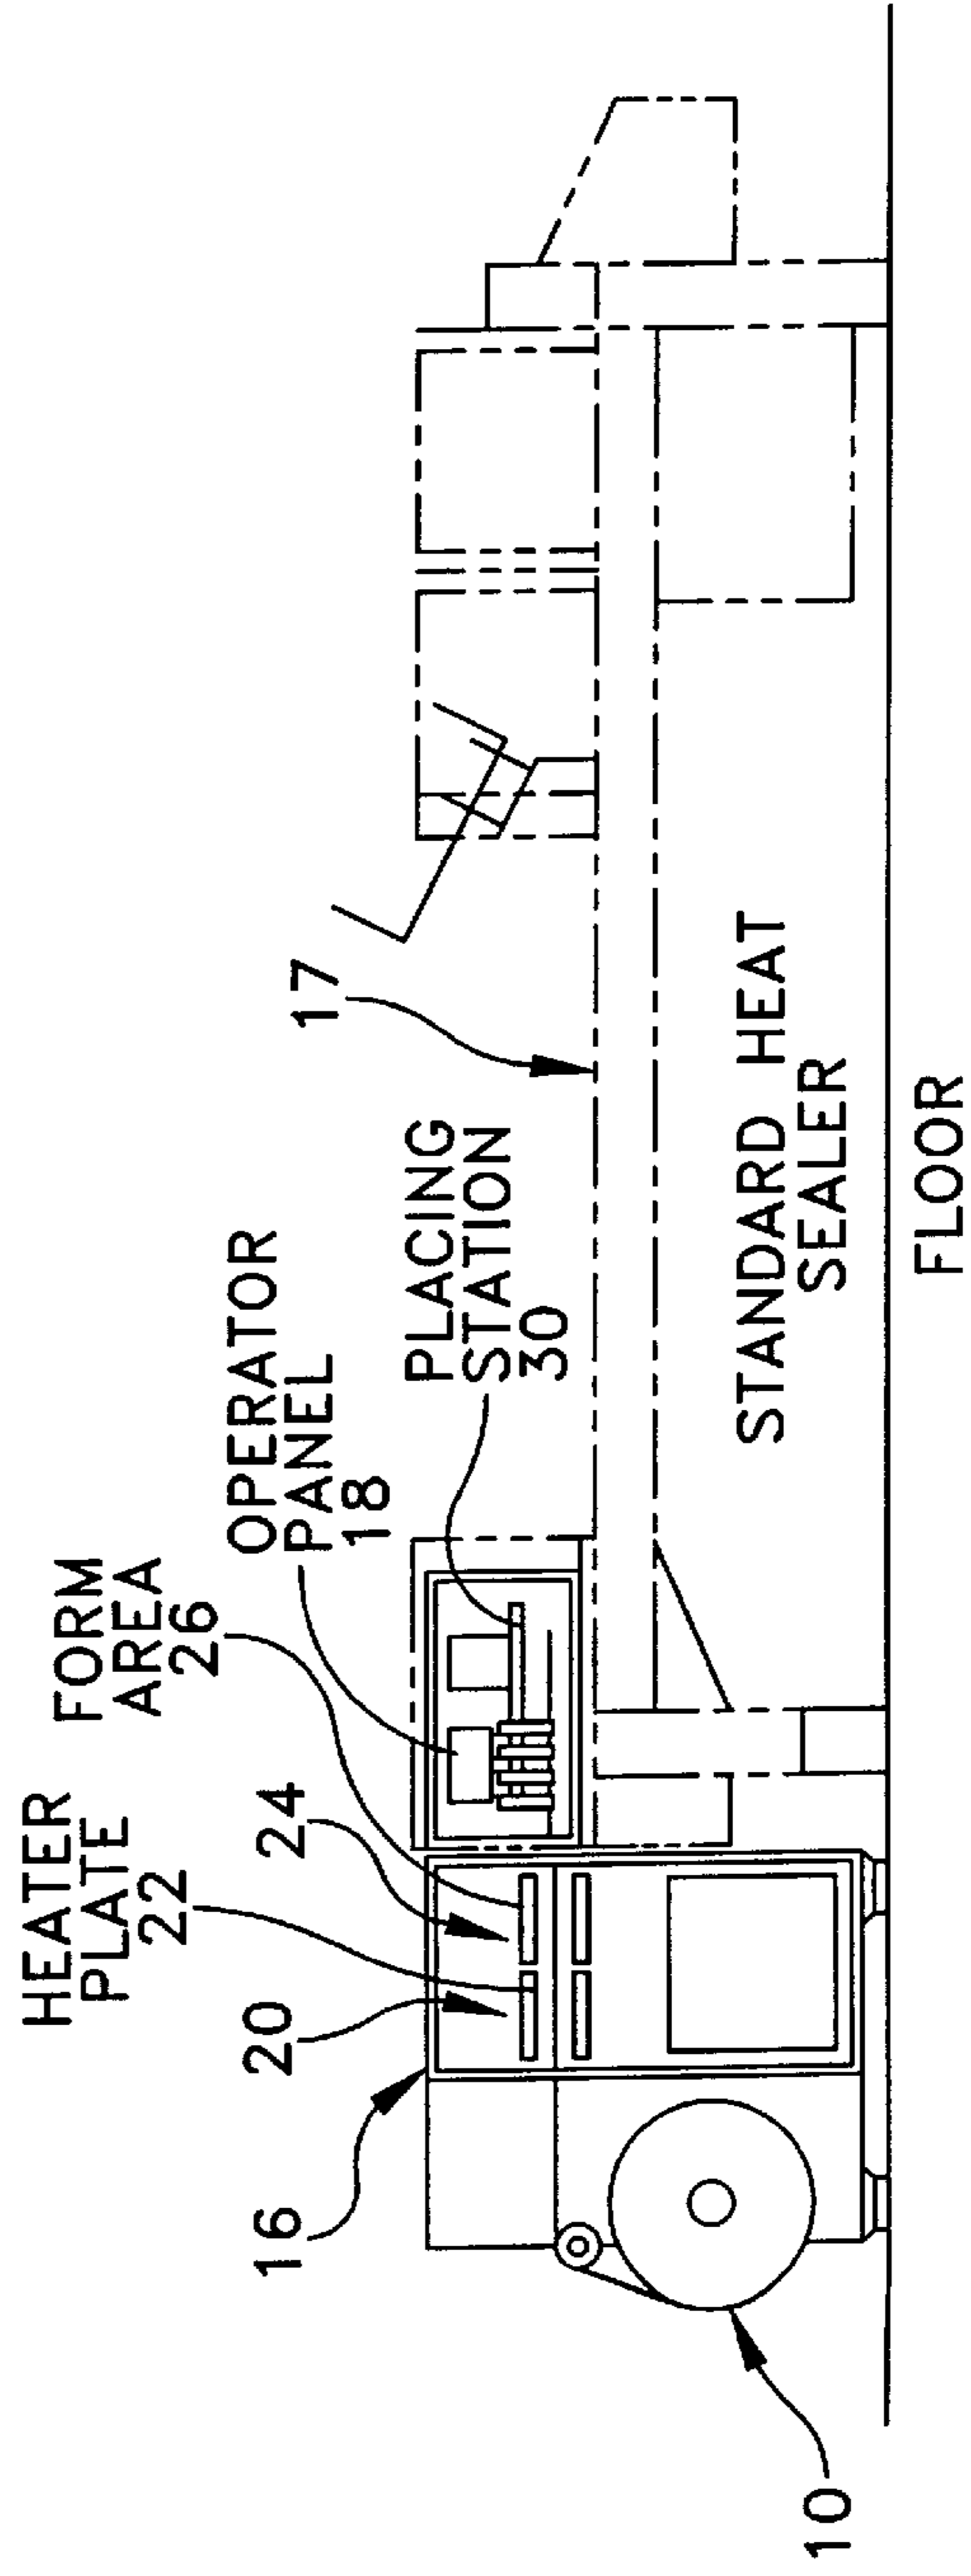 HEATER
PLATE
22
FORM
AREA
26
OPERATOR
PANEL
18
PLACING
STATION
30
16
20
24
17
10
STANDARD HEAT
SEALER
FLOOR